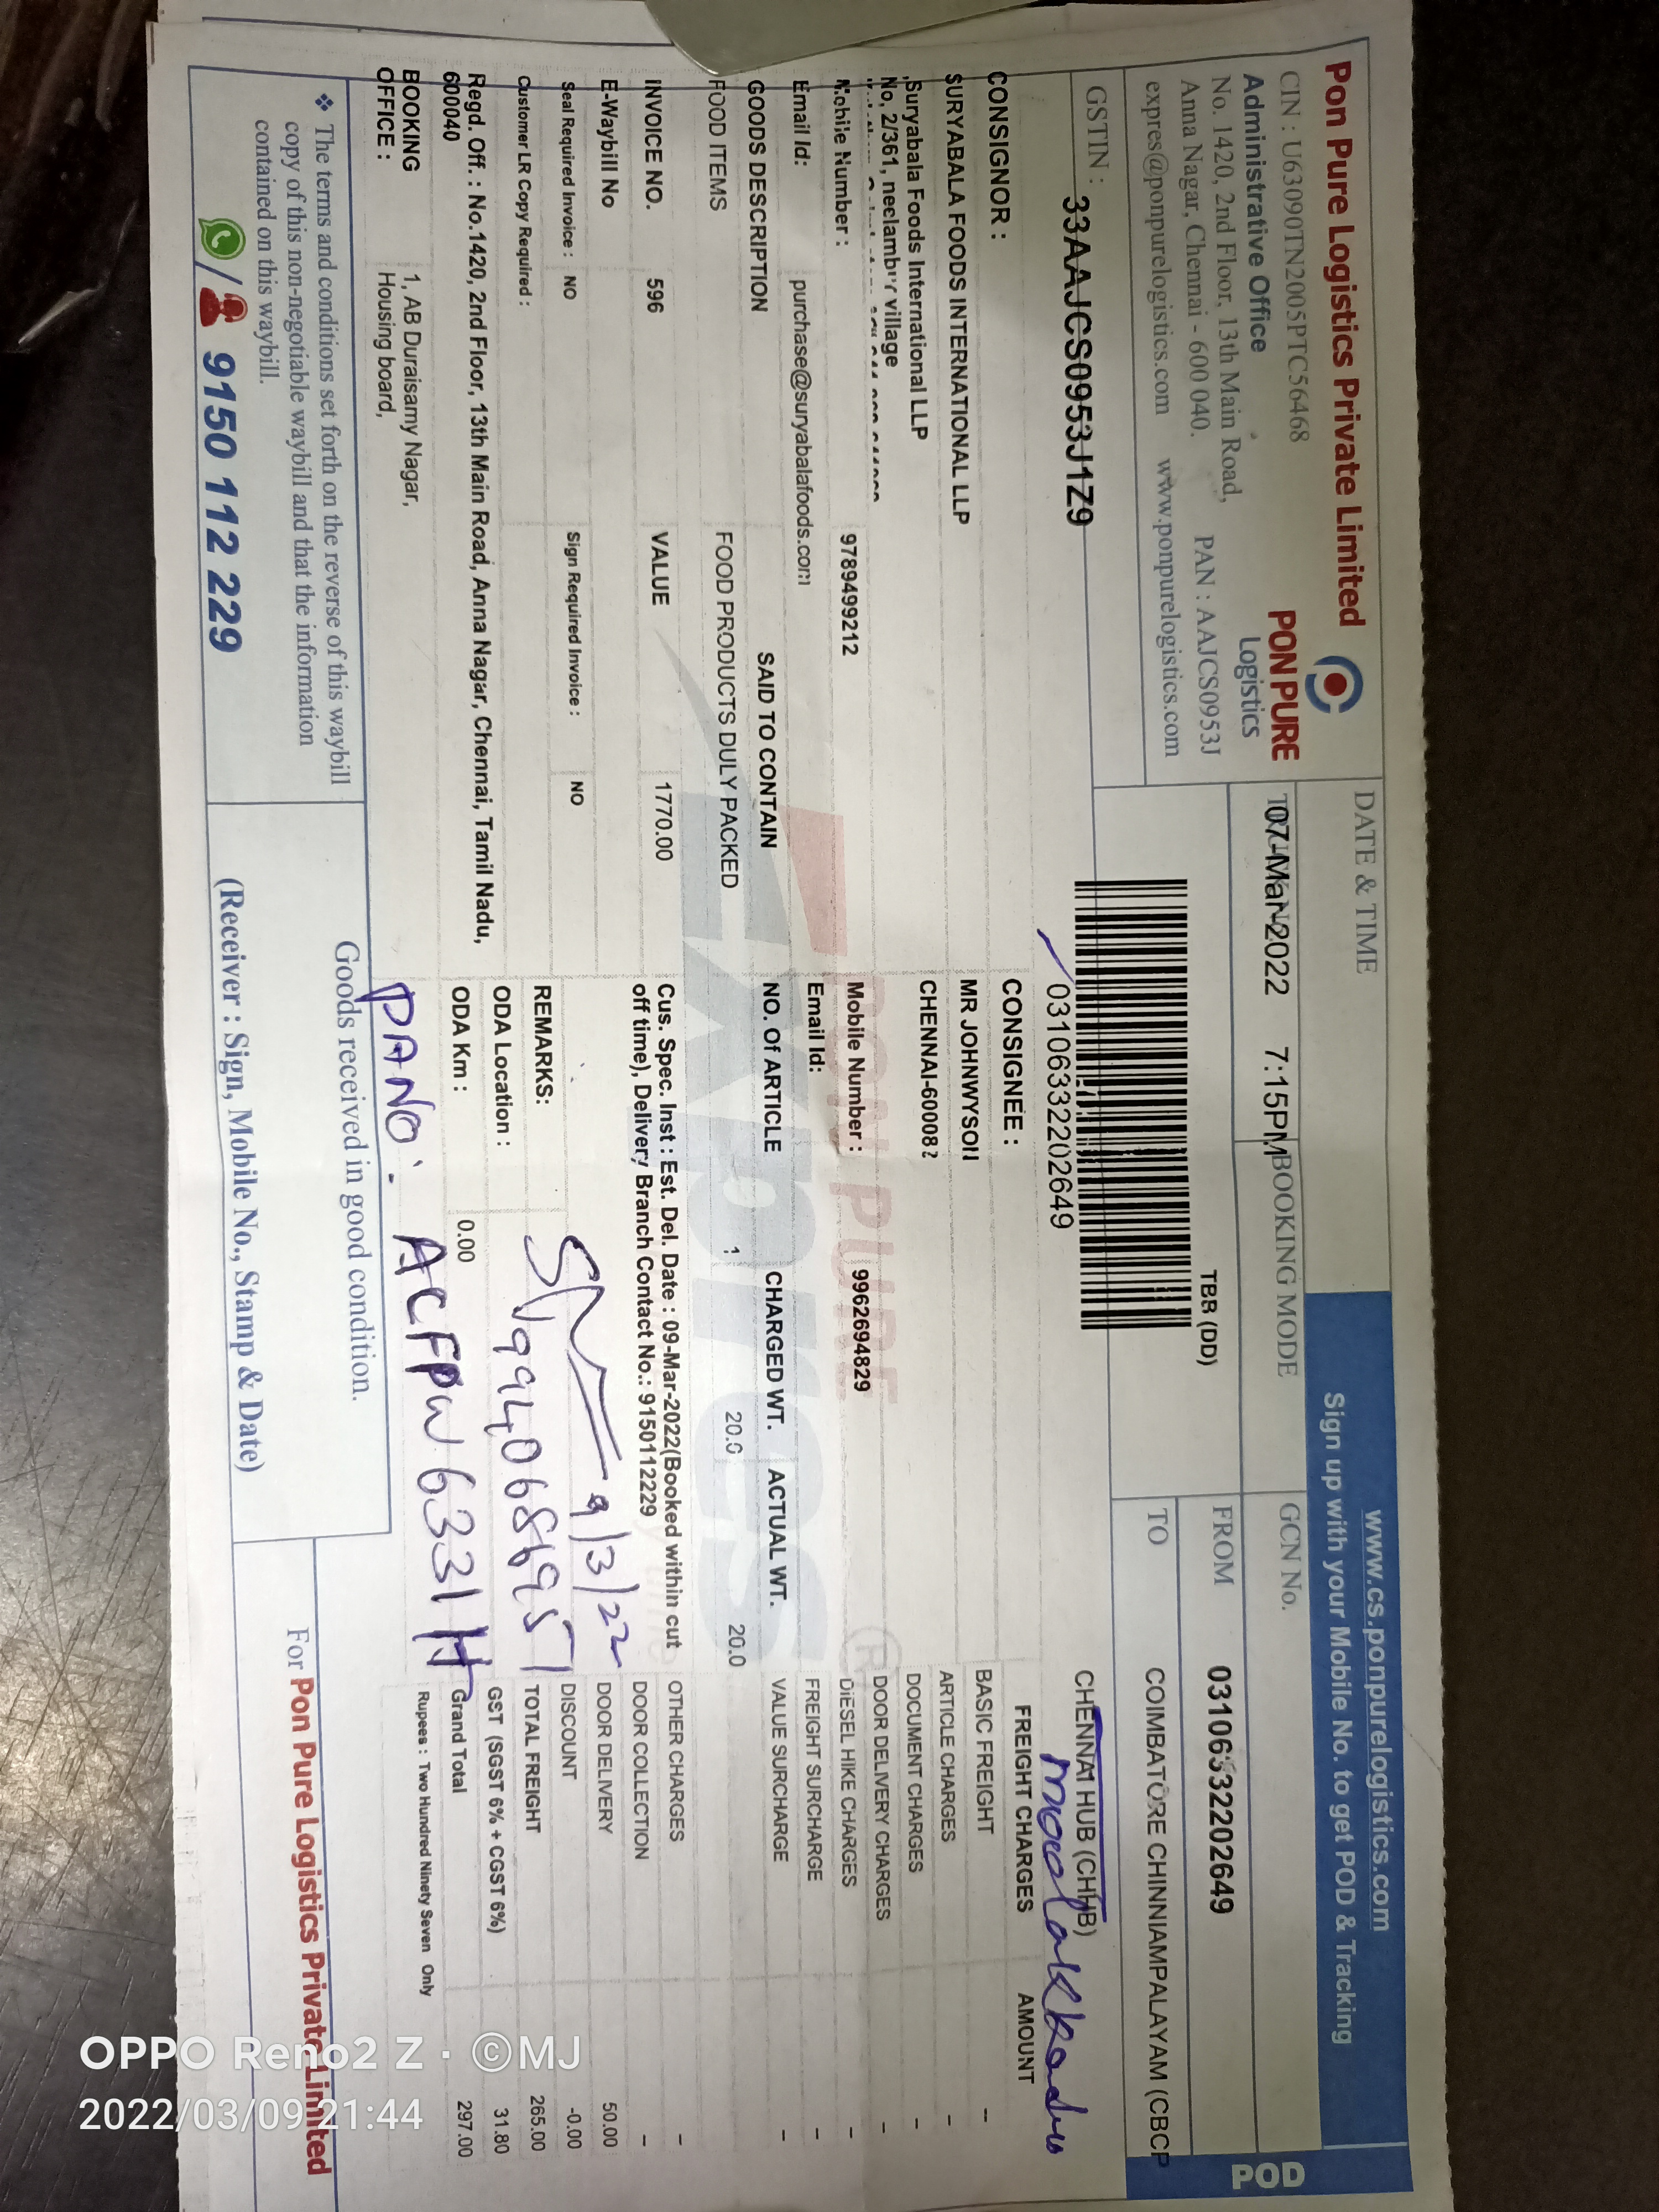 Pon Pure Logistics Private Limited
CIN : U63090TN2005PTC56468
Administrative Office
No. 1420, 2nd Floor, 13th Main Road,
Anna Nagar, Chennai - 600 040.
PAN : AAJCS0953J
expres@ponpurelogistics.com www.ponpurelogistics.com
PON PURE
Logistics
GSTIN : 33AAJCS0953J1Z9
DATE & TIME
07-Mar-2022 7:15PM
BOOKING MODE
TBB (DD)
www.cs.ponpurelogistics.com
Sign up with your Mobile No. to get POD & Tracking
POD
GCN No.
FROM 0310633220 2649
TO COIMBATORE CHINNIAMPALAYAM (CBCP
CHENNAI HUB (CHHB)
Moolakkadu
0310633220​2649
CONSIGNOR :
SURYABALA FOODS INTERNATIONAL LLP
Suryabala Foods International LLP
No, 2/361, neelambur village
Mobile Number : 9789499212
Email Id: purchase@suryabalafoods.com
CONSIGNEE :
MR JOHNWYSON
CHENNAI-600082
Mobile Number : 9962694829
Email Id:
GOODS DESCRIPTION SAID TO CONTAIN NO. Of ARTICLE CHARGED WT. ACTUAL WT.
FOOD ITEMS FOOD PRODUCTS DULY PACKED 1 20.0 20.0
INVOICE NO. 596 VALUE 1770.00
E-Waybill No
Seal Required Invoice : NO Sign Required Invoice : NO
Customer LR Copy Required :
Cus. Spec. Inst : Est. Del. Date : 09-Mar-2022(Booked within cut
off time), Delivery Branch Contact No.: 9150112229
REMARKS:
ODA Location :
ODA Km : 0.00
9/3/22
PANO : ACFPW6331H
Regd. Off. : No.1420, 2nd Floor, 13th Main Road, Anna Nagar, Chennai, Tamil Nadu,
600040
BOOKING OFFICE : 1, AB Duraisamy Nagar,
Housing board,
FREIGHT CHARGES AMOUNT
BASIC FREIGHT -
ARTICLE CHARGES -
DOCUMENT CHARGES -
DOOR DELIVERY CHARGES -
DIESEL HIKE CHARGES -
FREIGHT SURCHARGE -
VALUE SURCHARGE -
OTHER CHARGES -
DOOR COLLECTION -
DOOR DELIVERY 50.00
DISCOUNT -0.00
TOTAL FREIGHT 265.00
GST (SGST 6% + CGST 6%) 31.80
Grand Total 297.00
Rupees : Two Hundred Ninety Seven Only
❖ The terms and conditions set forth on the reverse of this waybill
copy of this non-negotiable waybill and that the information
contained on this waybill.
/ 9150 112 229
Goods received in good condition.
(Receiver : Sign, Mobile No., Stamp & Date)
For Pon Pure Logistics Private Limited
OPPO Reno2 Z · ©MJ
2022/03/09 21:44